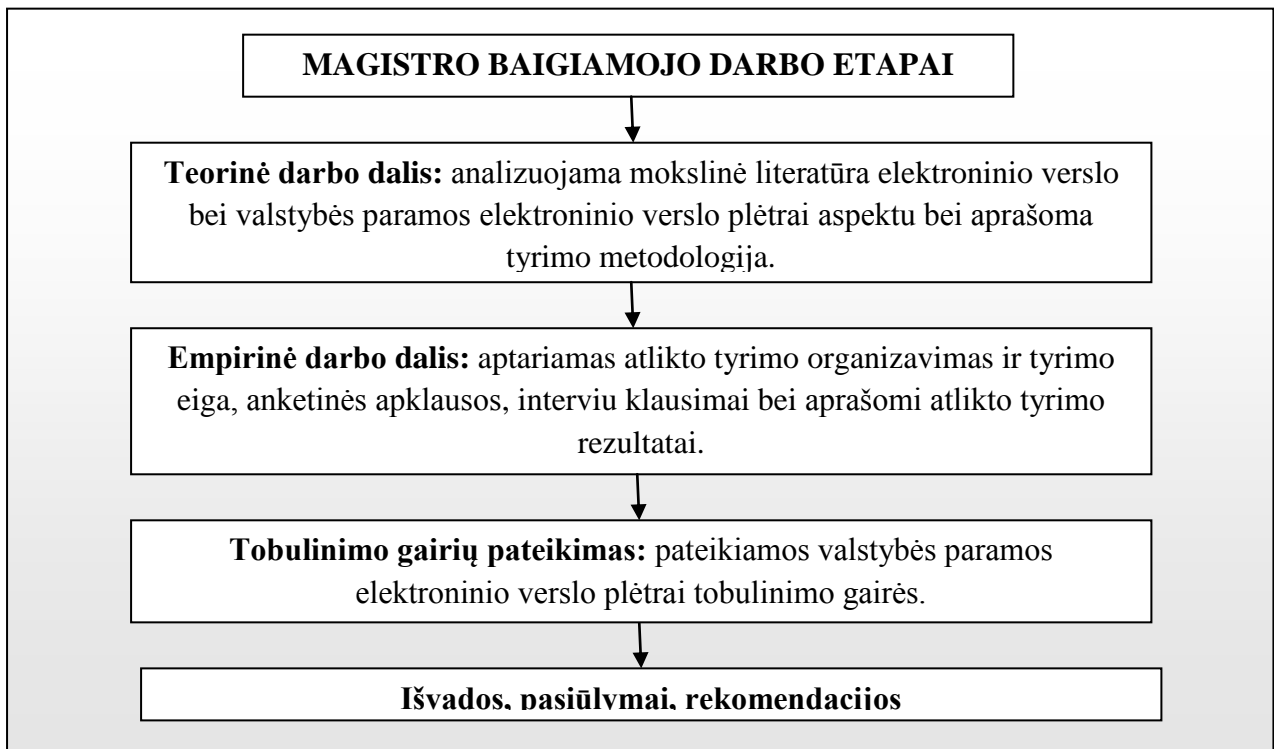 MAGISTRO BAIGIAMOJO DARBO ETAPAI
Teorinė darbo dalis: analizuojama mokslinė literatūra elektroninio verslo
bei valstybės paramos elektroninio verslo plėtrai aspektu bei aprašoma
tyrimo metodologija.
Empirinė darbo dalis: aptariamas atlikto tyrimo organizavimas ir tyrimo
eiga, anketinės apklausos, interviu klausimai bei aprašomi atlikto tyrimo
rezultatai.
Tobulinimo gairių pateikimas: pateikiamos valstybės paramos
elektroninio verslo plėtrai tobulinimo gairės.
Išvados, pasiūlymai, rekomendacijos